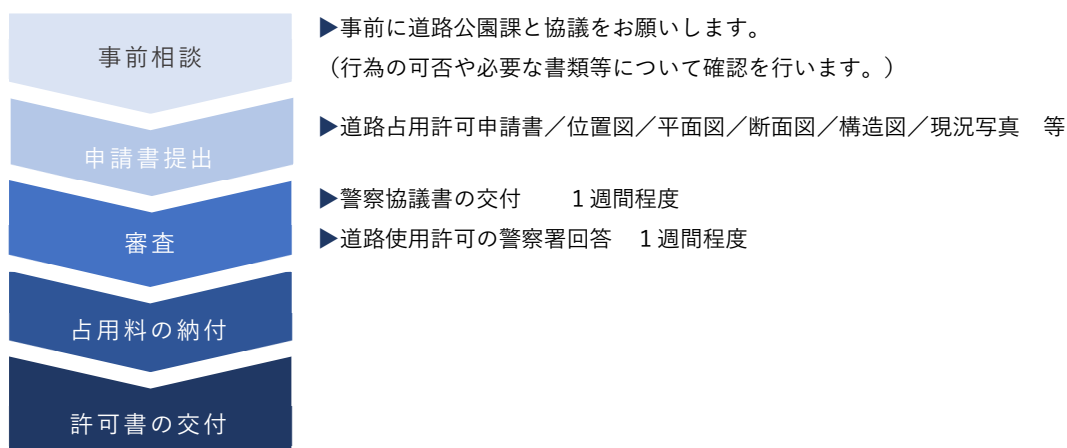 事前相談
▶事前に道路公園課と協議をお願いします。
（行為の可否や必要な書類等について確認を行います。）
申請書提出
▶道路占用許可申請書／位置図／平面図／断面図／構造図／現況写真　等
審査
▶警察協議書の交付　　１週間程度
▶道路使用許可の警察署回答　１週間程度
占用料の納付
許可書の交付